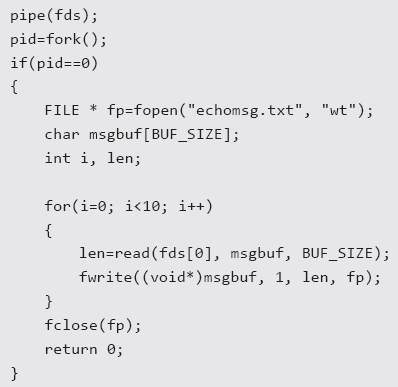 pipe(fds);
pid=fork();
if(pid==0)
{
    FILE * fp=fopen("echomsg.txt", "wt");
    char msgbuf[BUF_SIZE];
    int i, len;

    for(i=0; i<10; i++)
    {
        len=read(fds[0], msgbuf, BUF_SIZE);
        fwrite((void*)msgbuf, 1, len, fp);
    }
    fclose(fp);
    return 0;
}